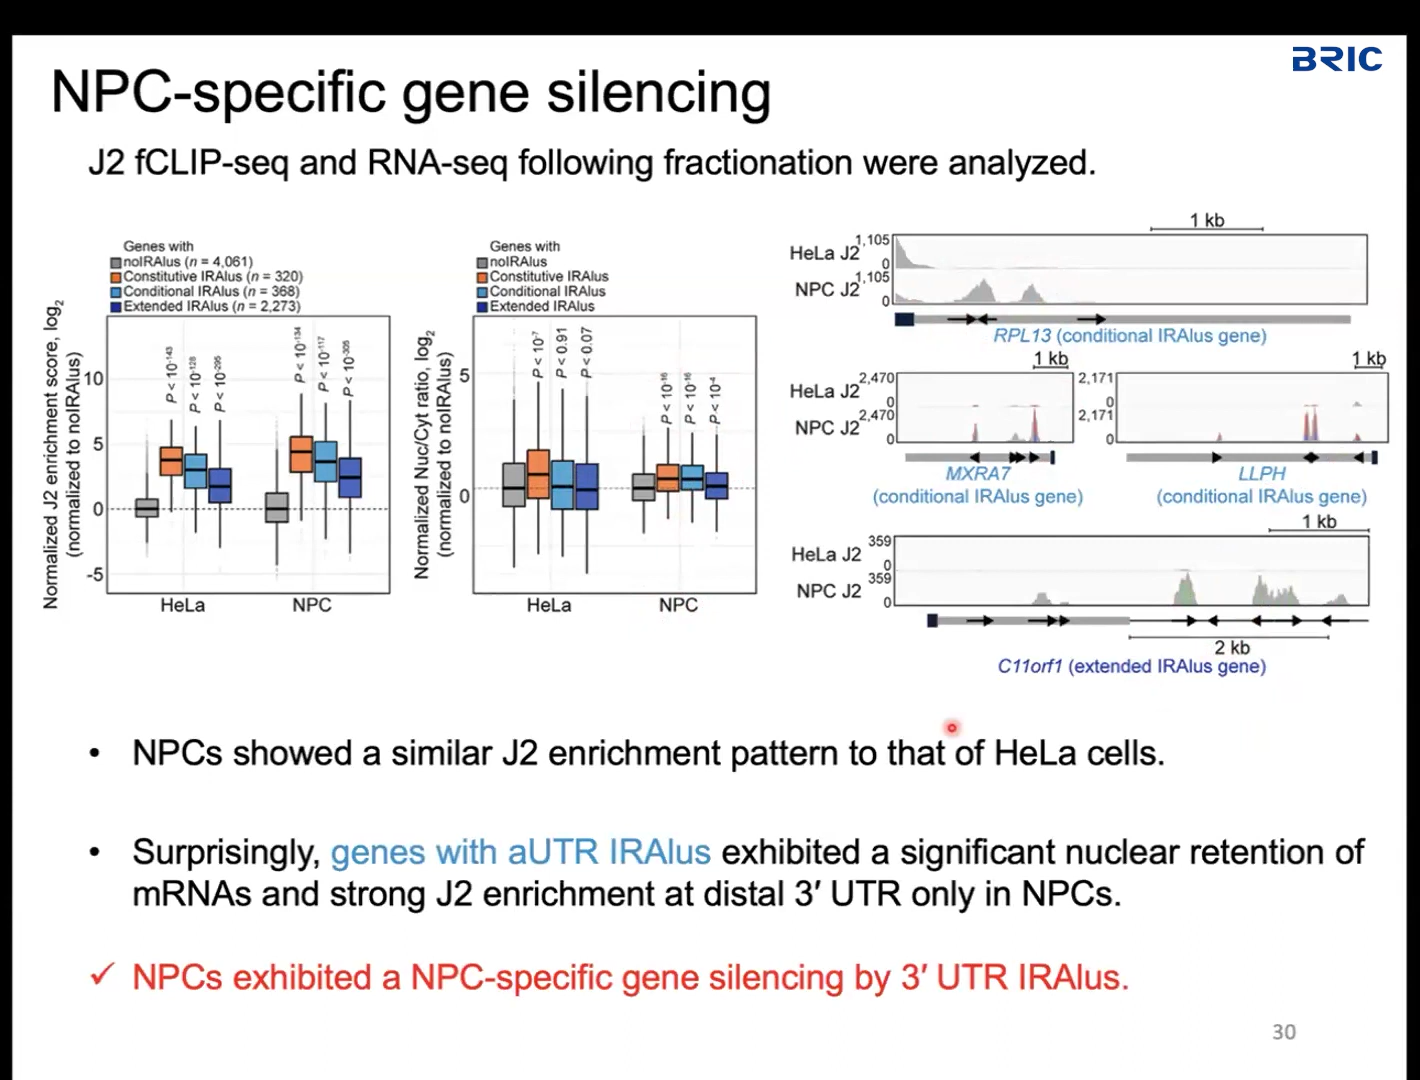 BRIC
NPC-specific gene silencing
J2 fCLIP-seq and RNA-seq following fractionation were analyzed.
Genes with
noIRAlus (n = 4,061)
Constitutive IRAlus (n = 320)
Conditional IRAlus (n = 368)
Extended IRAlus (n = 2,273)
Normalized J2 enrichment score, log2
(normalized to noIRAlus)
10
5
0
-5
P < 10-143
P < 10-128
P < 10-295
P < 10-134
P < 10-117
P < 10-305
HeLa
NPC
Genes with
noIRAlus
Constitutive IRAlus
Conditional IRAlus
Extended IRAlus
Normalized Nuc/Cyt ratio, log2
(normalized to noIRAlus)
5
0
P < 10-7
P < 0.91
P < 0.07
P < 10-16
P < 10-16
P < 10-4
HeLa
NPC
1 kb
HeLa J2
1,105
0
NPC J2
1,105
0
RPL13 (conditional IRAlus gene)
1 kb
1 kb
HeLa J2
2,470
0
NPC J2
2,470
0
2,171
0
2,171
0
MXRA7
(conditional IRAlus gene)
LLPH
(conditional IRAlus gene)
1 kb
HeLa J2
359
0
NPC J2
359
0
2 kb
C11orf1 (extended IRAlus gene)
• NPCs showed a similar J2 enrichment pattern to that of HeLa cells.
• Surprisingly, genes with aUTR IRAlus exhibited a significant nuclear retention of
mRNAs and strong J2 enrichment at distal 3′ UTR only in NPCs.
✓ NPCs exhibited a NPC-specific gene silencing by 3′ UTR IRAlus.
30